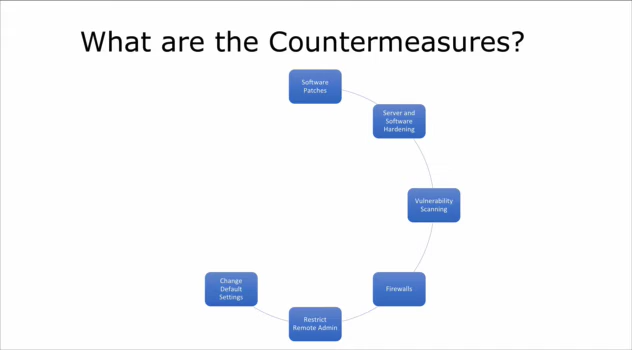 What are the Countermeasures?
Software
Patches
Server and
Software
Hardening
Vulnerability
Scanning
Firewalls
Restrict
Remote Admin
Change
Default
Settings